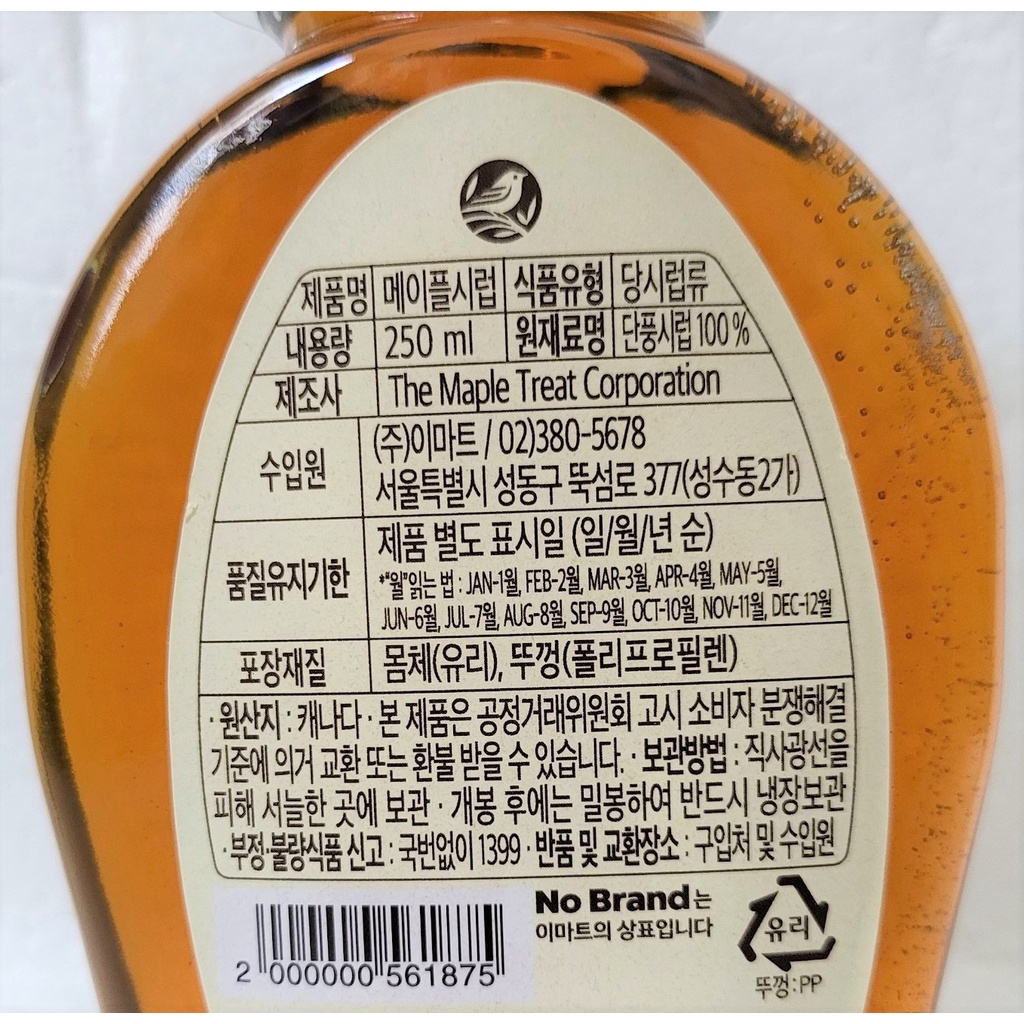 제품명 메이플시럽 식품유형 당시럽류
내용량 250 ml 원재료명 단풍시럽 100 %
제조사 The Maple Treat Corporation
수입원 (주)이마트 / 02)380-5678
서울특별시 성동구 뚝섬로 377(성수동2가)
품질유지기한 제품 별도 표시일 (일/월/년 순)
*"월"읽는 법 : JAN-1월, FEB-2월, MAR-3월, APR-4월, MAY-5월,
JUN-6월, JUL-7월, AUG-8월, SEP-9월, OCT-10월, NOV-11월, DEC-12월
포장재질 몸체(유리), 뚜껑(폴리프로필렌)
· 원산지 : 캐나다 · 본 제품은 공정거래위원회 고시 소비자 분쟁해결
기준에 의거 교환 또는 환불 받을 수 있습니다. · 보관방법 : 직사광선을
피해 서늘한 곳에 보관 · 개봉 후에는 밀봉하여 반드시 냉장보관
· 부정·불량식품 신고 : 국번없이 1399 · 반품 및 교환장소 : 구입처 및 수입원
No Brand는
이마트의 상표입니다
유리
뚜껑:PP
2 000000 561875